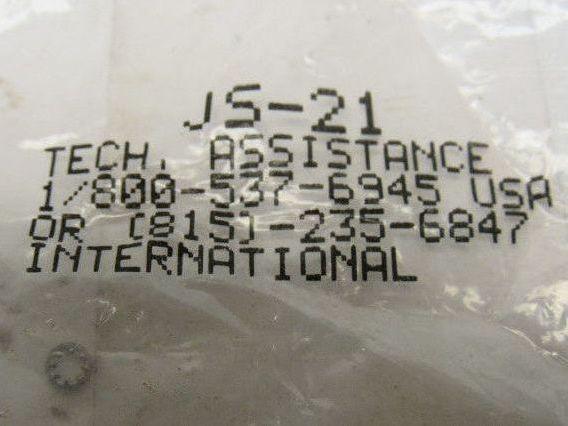 JS-21
TECH. ASSISTANCE
1/800-537-6945 USA
OR (815)-235-6847
INTERNATIONAL